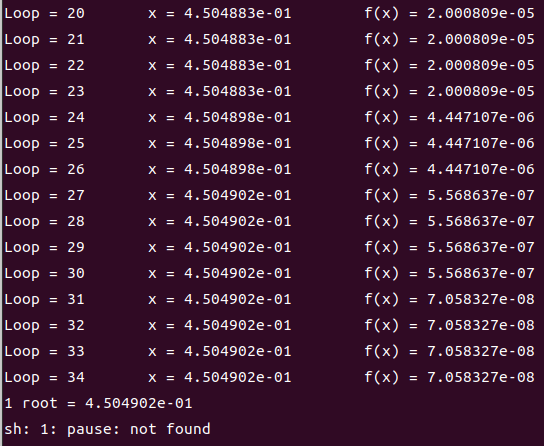 Loop = 20 x = 4.504883e-01 f(x) = 2.000809e-05
Loop = 21 x = 4.504883e-01 f(x) = 2.000809e-05
Loop = 22 x = 4.504883e-01 f(x) = 2.000809e-05
Loop = 23 x = 4.504883e-01 f(x) = 2.000809e-05
Loop = 24 x = 4.504898e-01 f(x) = 4.447107e-06
Loop = 25 x = 4.504898e-01 f(x) = 4.447107e-06
Loop = 26 x = 4.504898e-01 f(x) = 4.447107e-06
Loop = 27 x = 4.504902e-01 f(x) = 5.568637e-07
Loop = 28 x = 4.504902e-01 f(x) = 5.568637e-07
Loop = 29 x = 4.504902e-01 f(x) = 5.568637e-07
Loop = 30 x = 4.504902e-01 f(x) = 5.568637e-07
Loop = 31 x = 4.504902e-01 f(x) = 7.058327e-08
Loop = 32 x = 4.504902e-01 f(x) = 7.058327e-08
Loop = 33 x = 4.504902e-01 f(x) = 7.058327e-08
Loop = 34 x = 4.504902e-01 f(x) = 7.058327e-08
1 root = 4.504902e-01
sh: 1: pause: not found